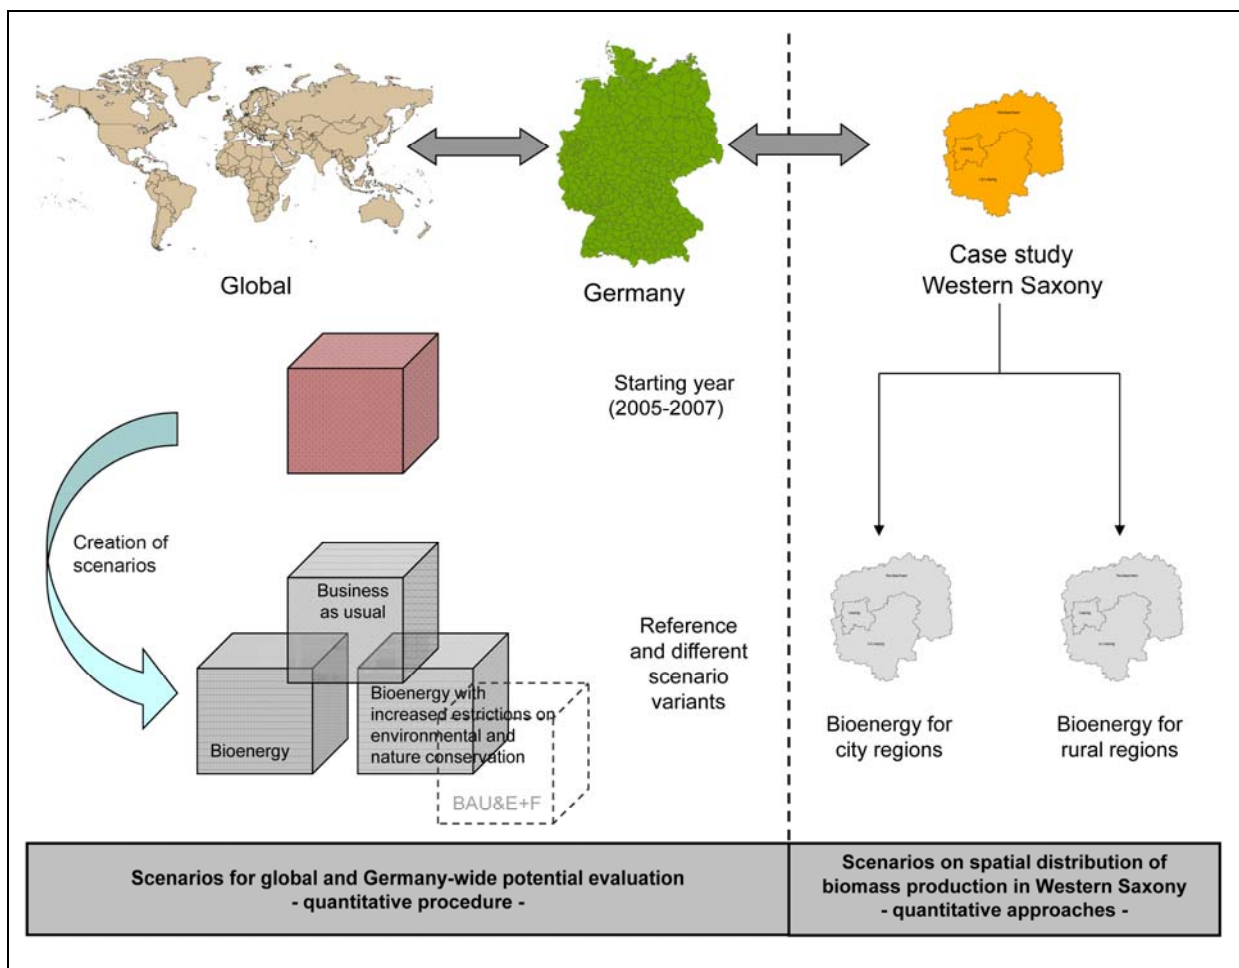 Global
Germany
Case study
Western Saxony
Starting year
(2005-2007)
Creation of
scenarios
Business
as usual
Bioenergy
Bioenergy with
increased estrictions on
environmental and
nature conservation
BAU&E+F
Reference
and different
scenario
variants
Bioenergy for
city regions
Bioenergy for
rural regions
Scenarios for global and Germany-wide potential evaluation
- quantitative procedure -
Scenarios on spatial distribution of
biomass production in Western Saxony
- quantitative approaches -